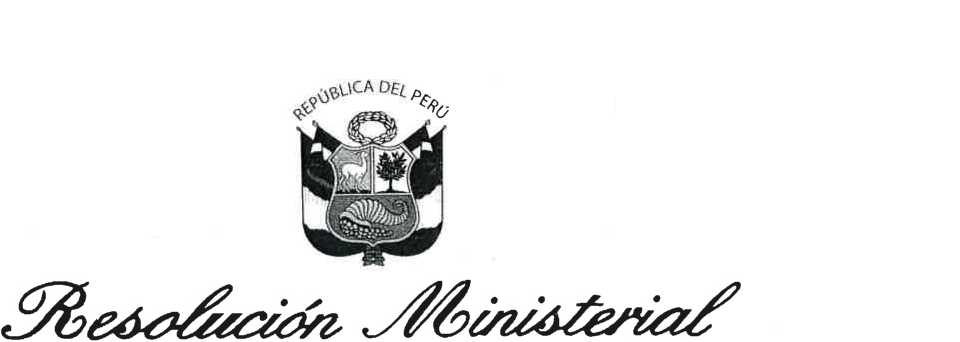 REPÚBLICA DEL PERÚ
Resolución Ministerial